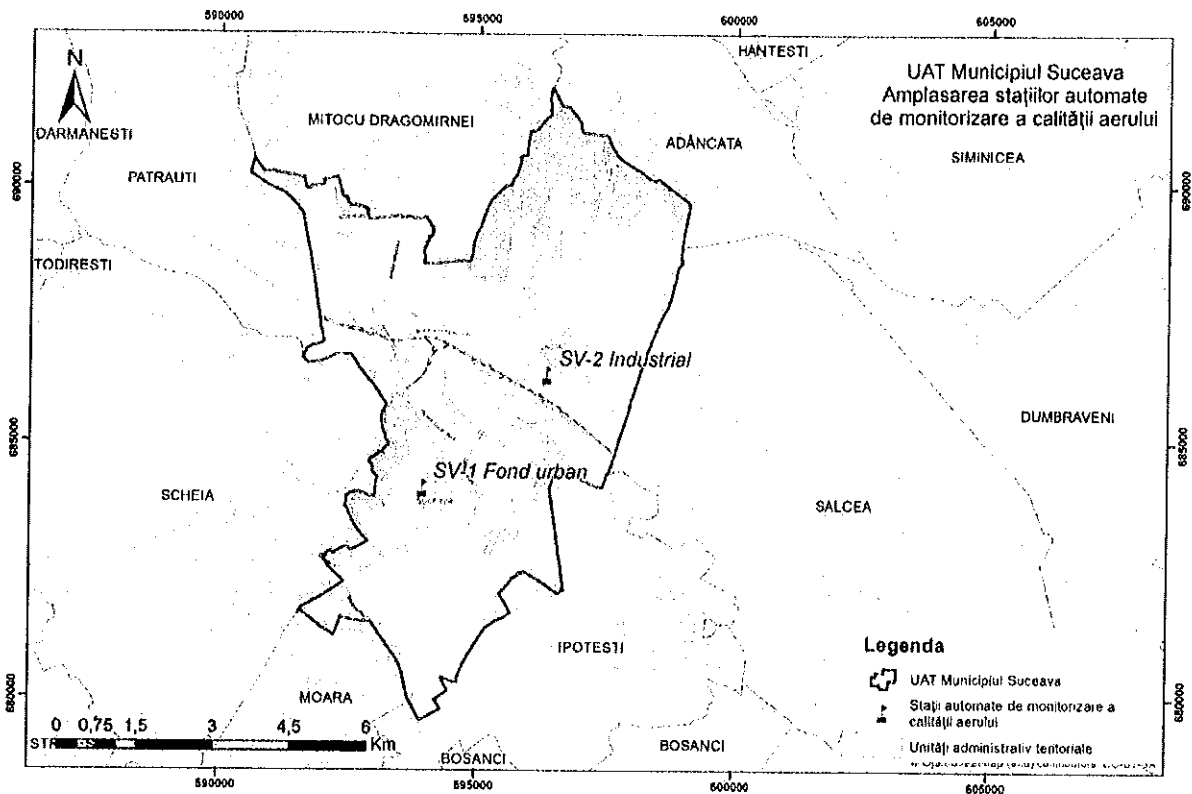 590000
595000
600000
605000
N
HANTESTI
UAT Municipiul Suceava
Amplasarea stațiilor automate
de monitorizare a calității aerului
DARMANESTI
MITOCU DRAGOMIRNEI
ADÂNCATA
SIMINICEA
PATRAUTI
690000
690000
TODIRESTI
SV-2 Industrial
DUMBRAVENI
685000
685000
SV-1 Fond urban
SCHEIA
SALCEA
IPOTESTI
Legenda
UAT Municipiul Suceava
MOARA
Stații automate de monitorizare a
calității aerului
680000
680000
0 0,75 1,5 3 4,5 6
Km
Unități administrativ teritoriale
BOSANCI
BOSANCI
590000
595000
600000
605000